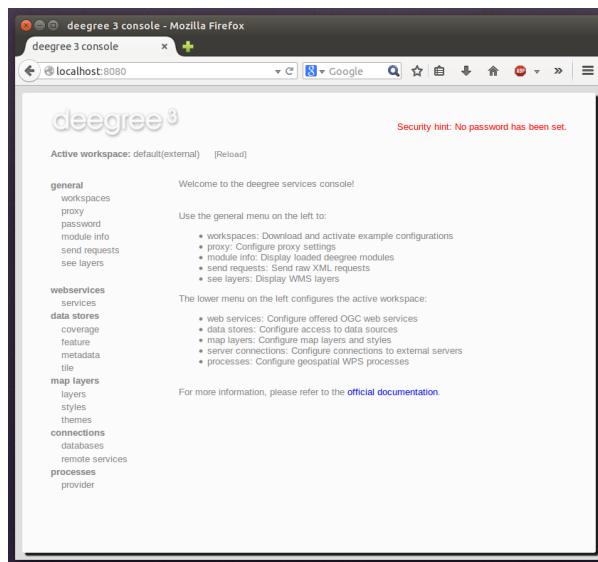 deegree 3 console - Mozilla Firefox
deegree 3 console
localhost:8080
Google
ABP
deegree 3
Security hint: No password has been set.
Active workspace: default(external) [Reload]
general
workspaces
proxy
password
module info
send requests
see layers
webservices
services
data stores
coverage
feature
metadata
tile
map layers
layers
styles
themes
connections
databases
remote services
processes
provider
Welcome to the deegree services console!
Use the general menu on the left to:
• workspaces: Download and activate example configurations
• proxy: Configure proxy settings
• module info: Display loaded deegree modules
• send requests: Send raw XML requests
• see layers: Display WMS layers
The lower menu on the left configures the active workspace:
• web services: Configure offered OGC web services
• data stores: Configure access to data sources
• map layers: Configure map layers and styles
• server connections: Configure connections to external servers
• processes: Configure geospatial WPS processes
For more information, please refer to the official documentation.